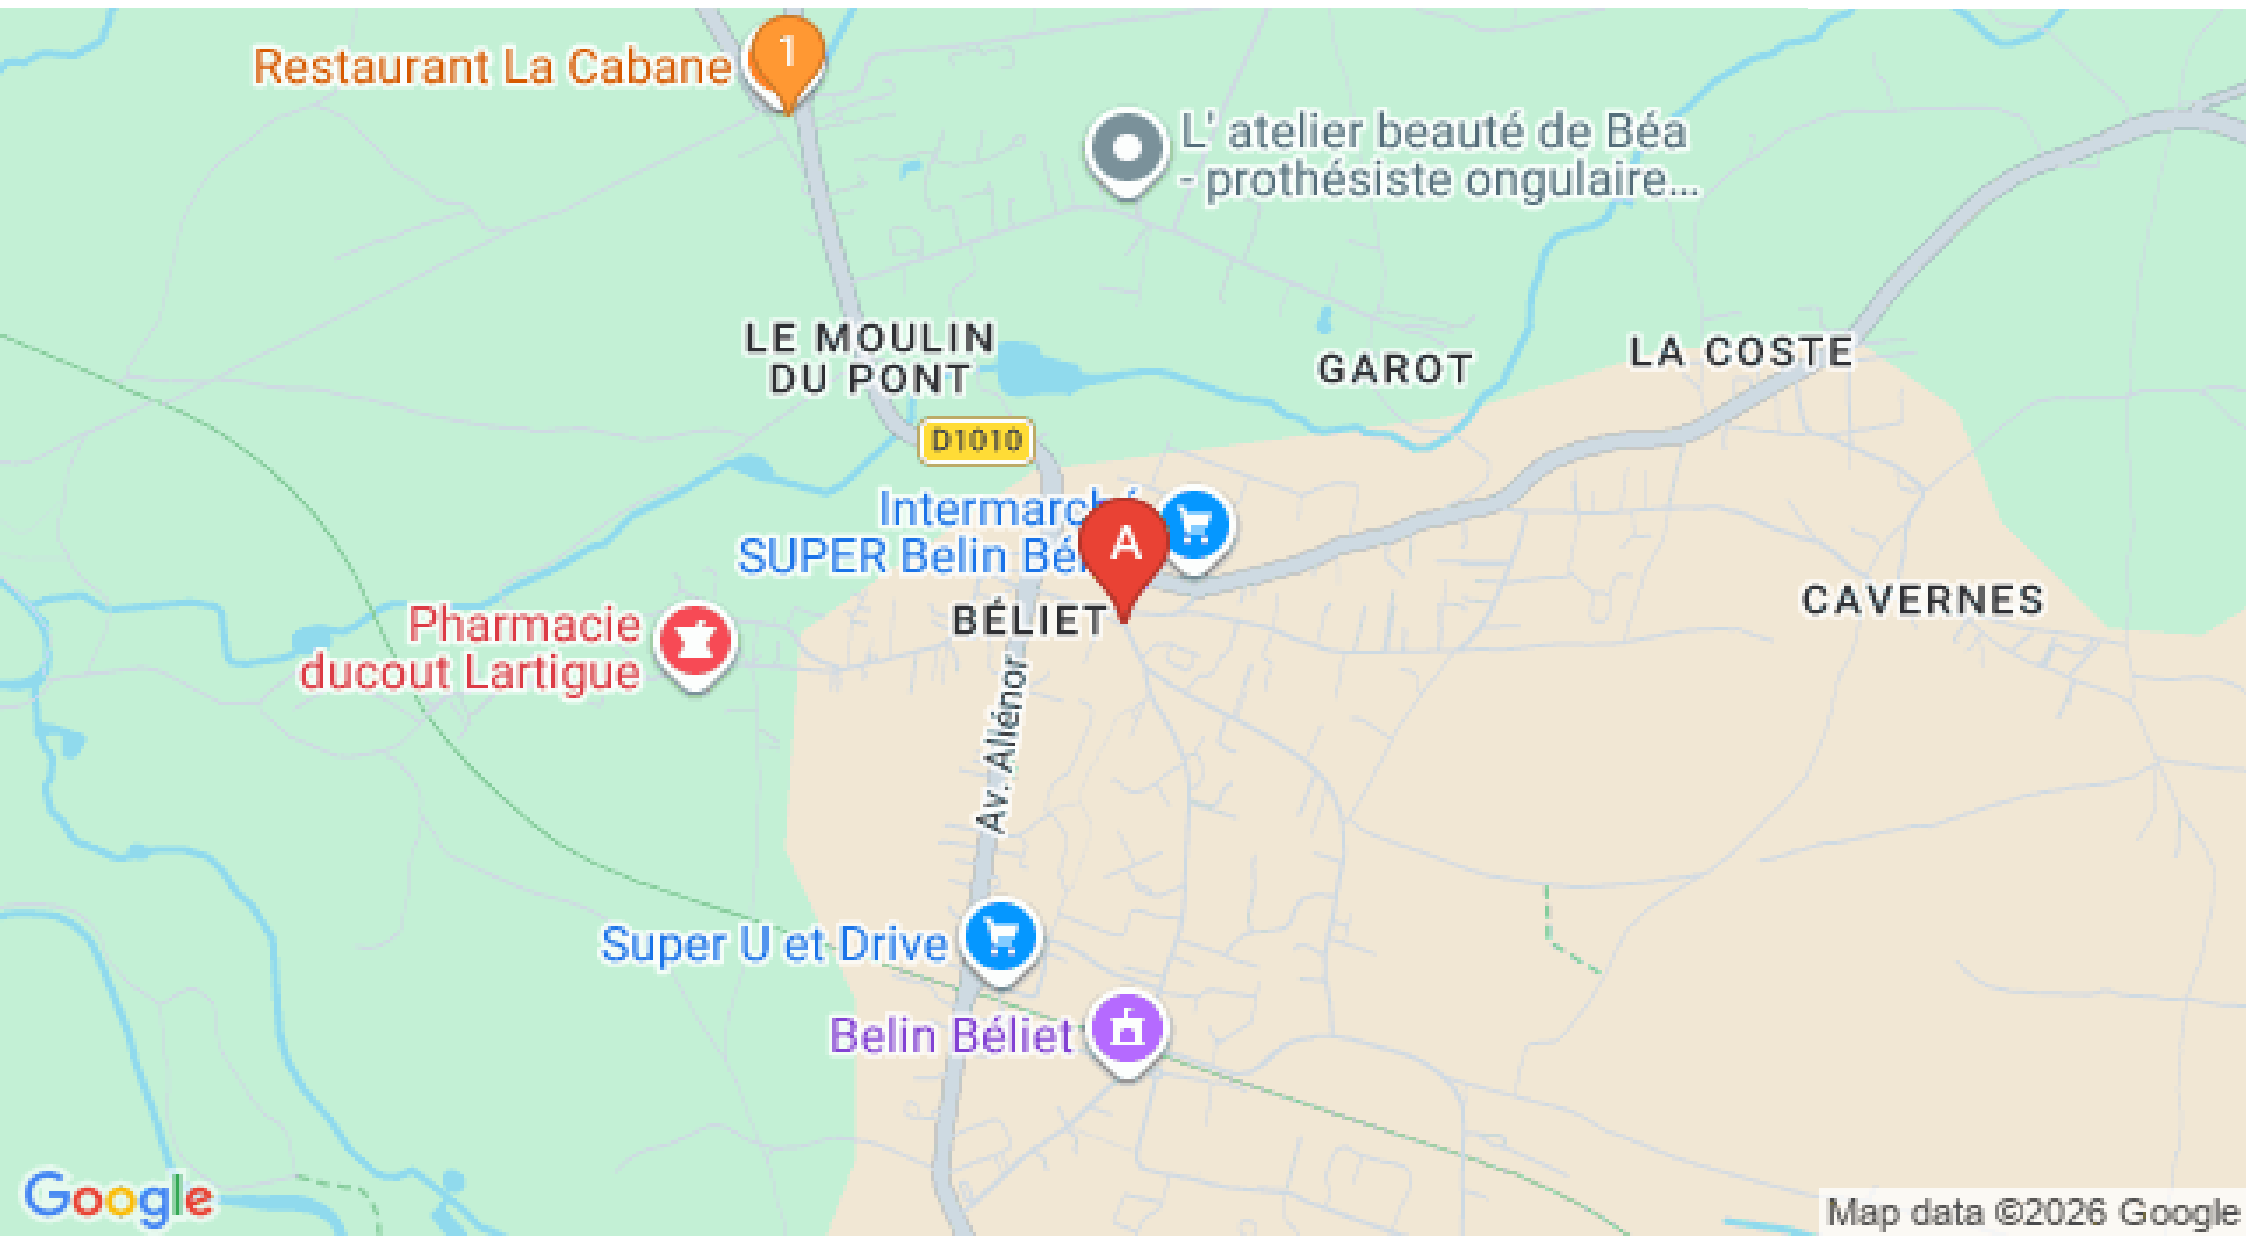 1
Restaurant La Cabane
L' atelier beauté de Béa
- prothésiste ongulaire...
LE MOULIN
DU PONT
GAROT
LA COSTE
D1010
Intermarché
SUPER Belin Bé
A
BÉLIET
CAVERNES
Pharmacie
ducout Lartigue
Av. Aliénor
Super U et Drive
Belin Béliet
Google
Map data ©2026 Google